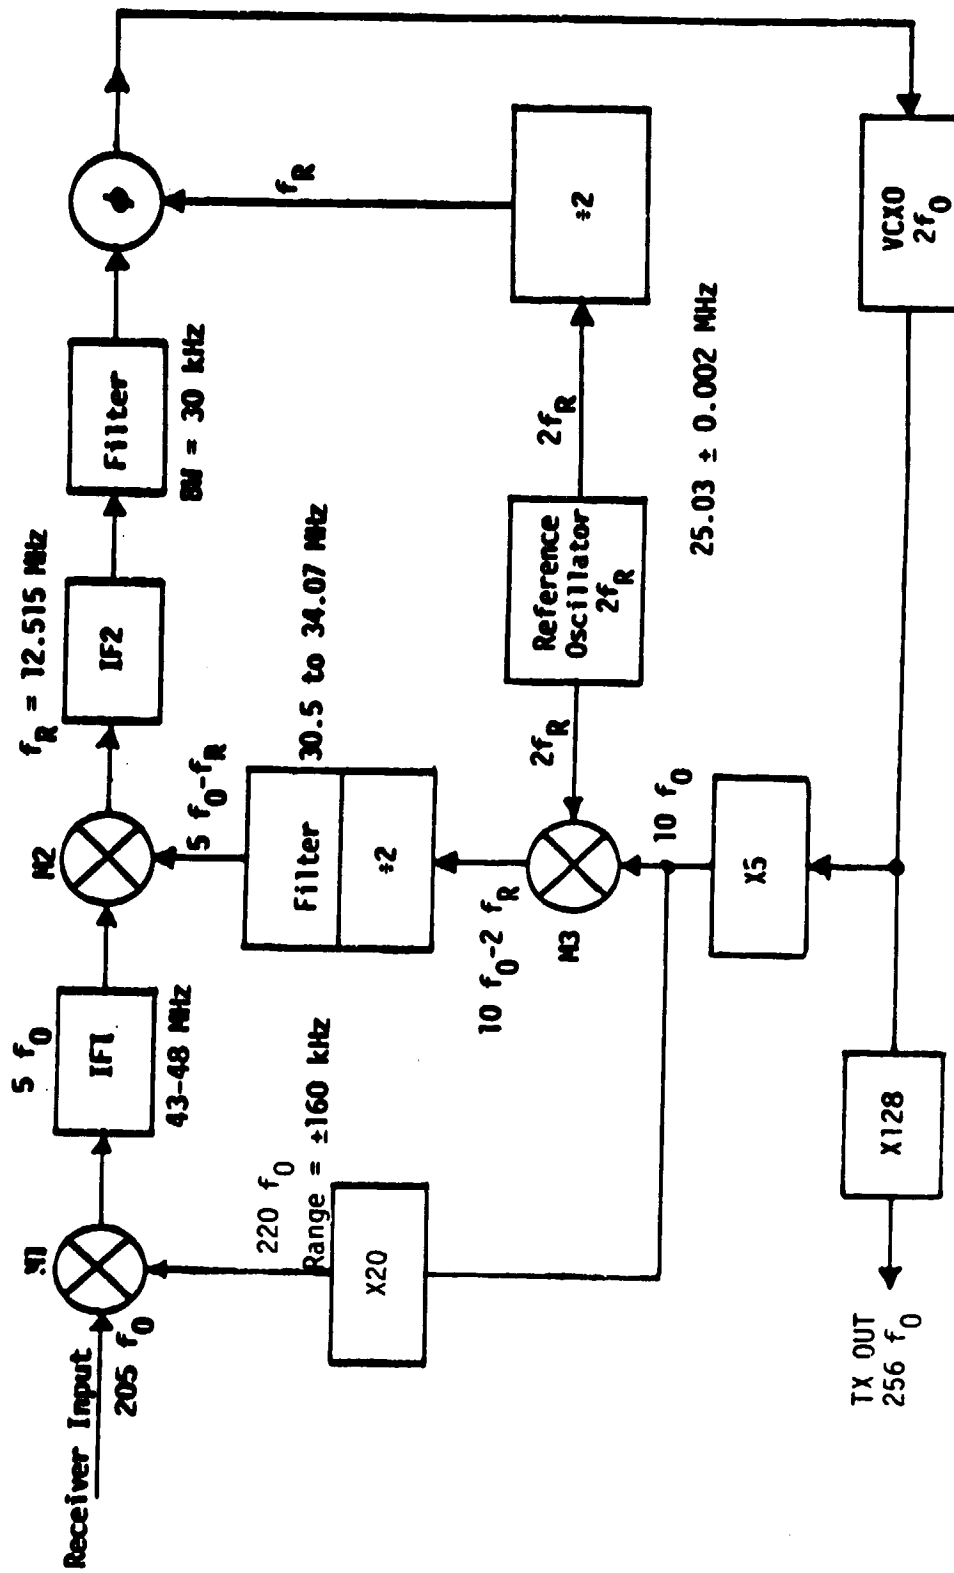 Receiver Input
205 f0
M1
5 f0
IF1
43-48 MHz
M2
fR = 12.515 MHz
IF2
Filter
BW = 30 kHz
ϕ
220 f0
Range = ±160 kHz
X20
5 f0-fR
Filter
÷2
30.5 to 34.07 MHz
10 f0-2 fR
M3
2fR
Reference
Oscillator
2fR
2fR
25.03 ± 0.002 MHz
÷2
fR
10 f0
X5
X128
TX OUT
256 f0
VCXO
2f0